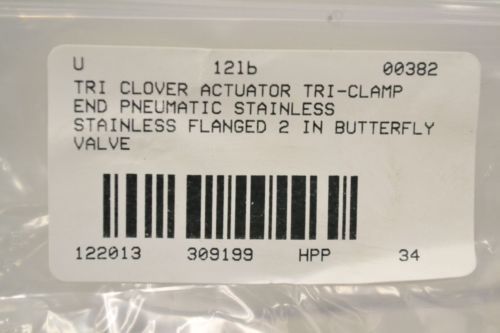 U 12lb 00382
TRI CLOVER ACTUATOR TRI-CLAMP
END PNEUMATIC STAINLESS
STAINLESS FLANGED 2 IN BUTTERFLY
VALVE
122013 309199 HPP 34